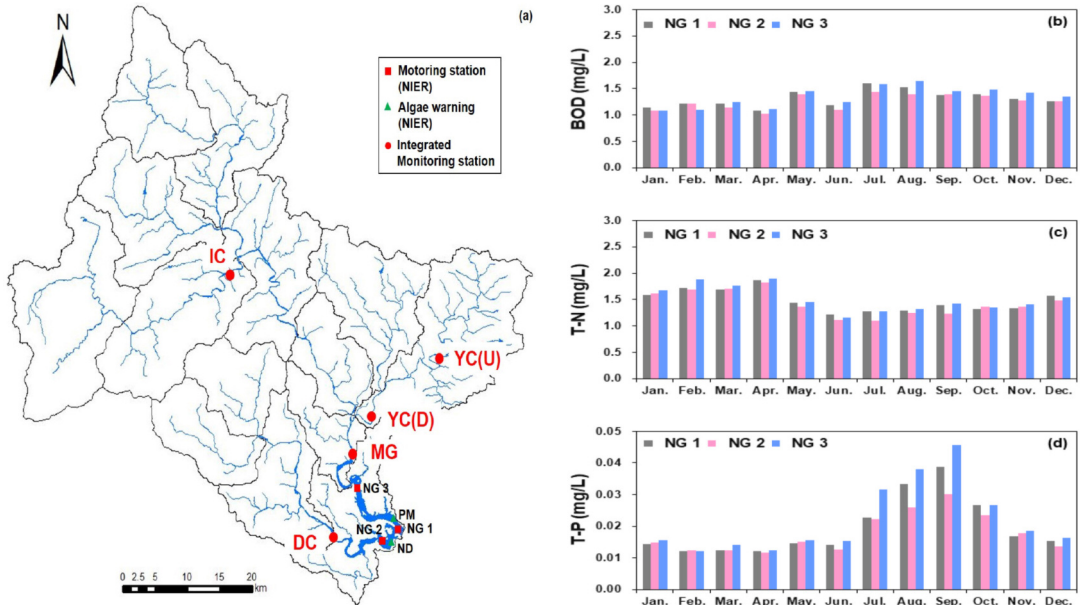 (a)
N
Motoring station
(NIER)
Algae warning
(NIER)
Integrated
Monitoring station
IC
YC(U)
YC(D)
MG
NG 3
PM
NG 1
NG 2
ND
DC
0 2.5 5 10 15 20
km
(b)
NG 1 NG 2 NG 3
BOD (mg/L)
3.0
2.5
2.0
1.5
1.0
0.5
0.0
Jan. Feb. Mar. Apr. May. Jun. Jul. Aug. Sep. Oct. Nov. Dec.
(c)
NG 1 NG 2 NG 3
T-N (mg/L)
3.0
2.5
2.0
1.5
1.0
0.5
0.0
Jan. Feb. Mar. Apr. May. Jun. Jul. Aug. Sep. Oct. Nov. Dec.
(d)
NG 1 NG 2 NG 3
T-P (mg/L)
0.05
0.04
0.03
0.02
0.01
0.00
Jan. Feb. Mar. Apr. May. Jun. Jul. Aug. Sep. Oct. Nov. Dec.